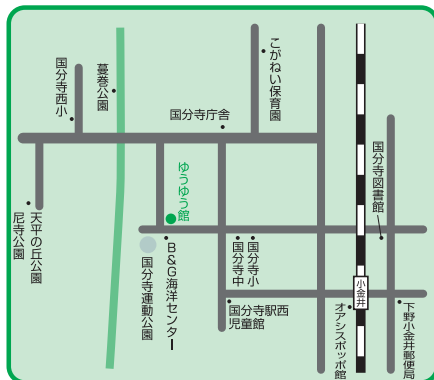 こがねい保育園
国分寺西小
蔓巻公園
国分寺庁舎
国分寺図書館
ゆうゆう館
尼寺公園
天平の丘公園
国分寺運動公園
B&G海洋センター
国分寺中
国分寺小
国分寺駅西
児童館
小金井
オアシスポッポ館
下野小金井郵便局